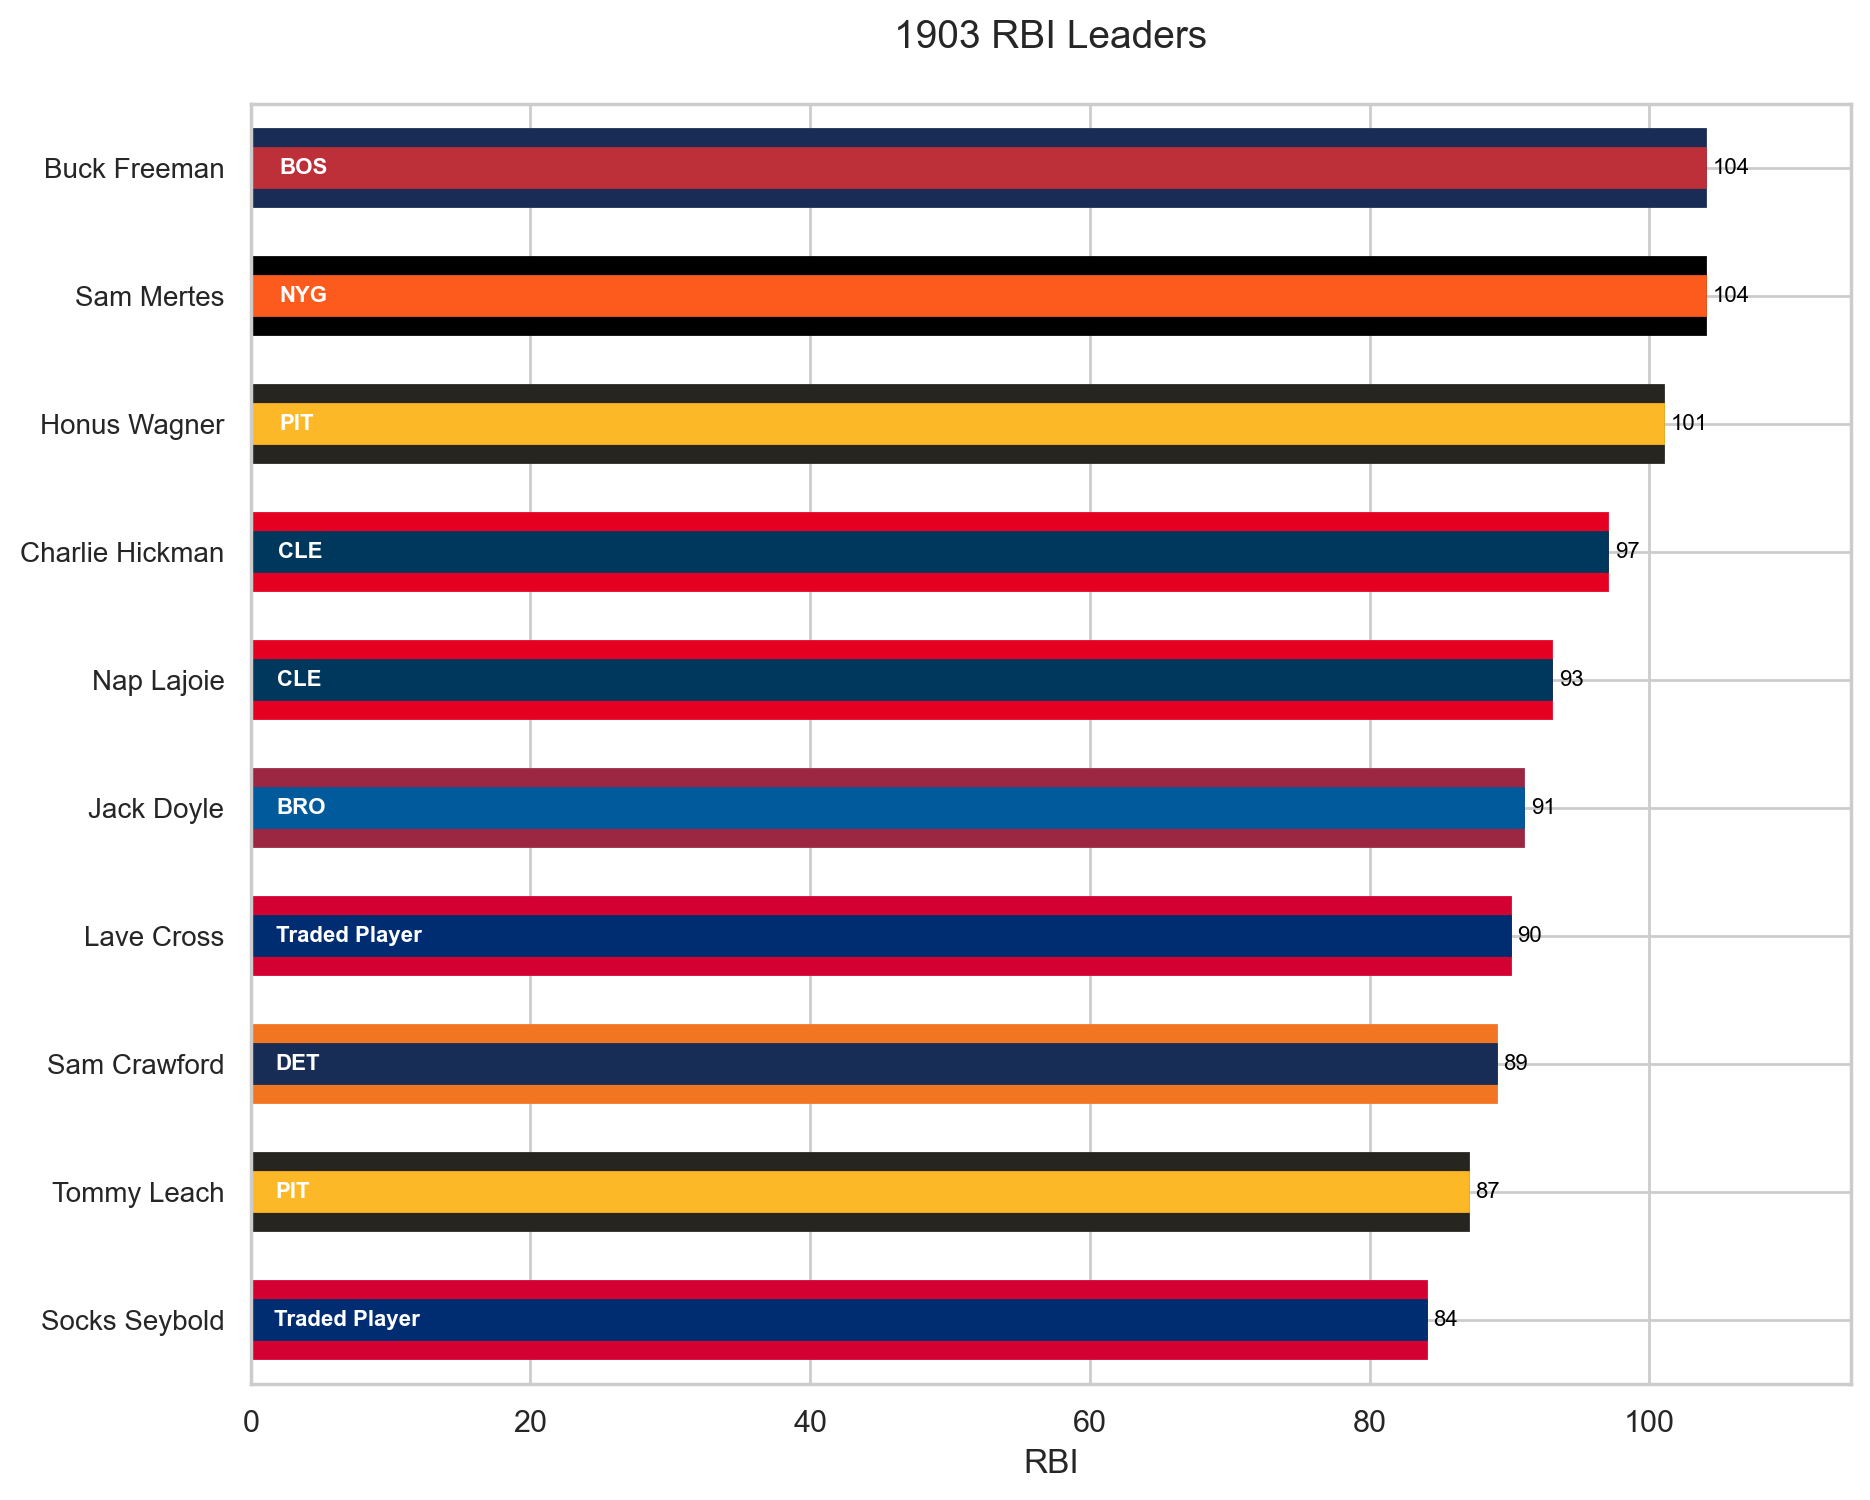 1903 RBI Leaders
Buck Freeman BOS 104
Sam Mertes NYG 104
Honus Wagner PIT 101
Charlie Hickman CLE 97
Nap Lajoie CLE 93
Jack Doyle BRO 91
Lave Cross Traded Player 90
Sam Crawford DET 89
Tommy Leach PIT 87
Socks Seybold Traded Player 84
0 20 40 60 80 100
RBI